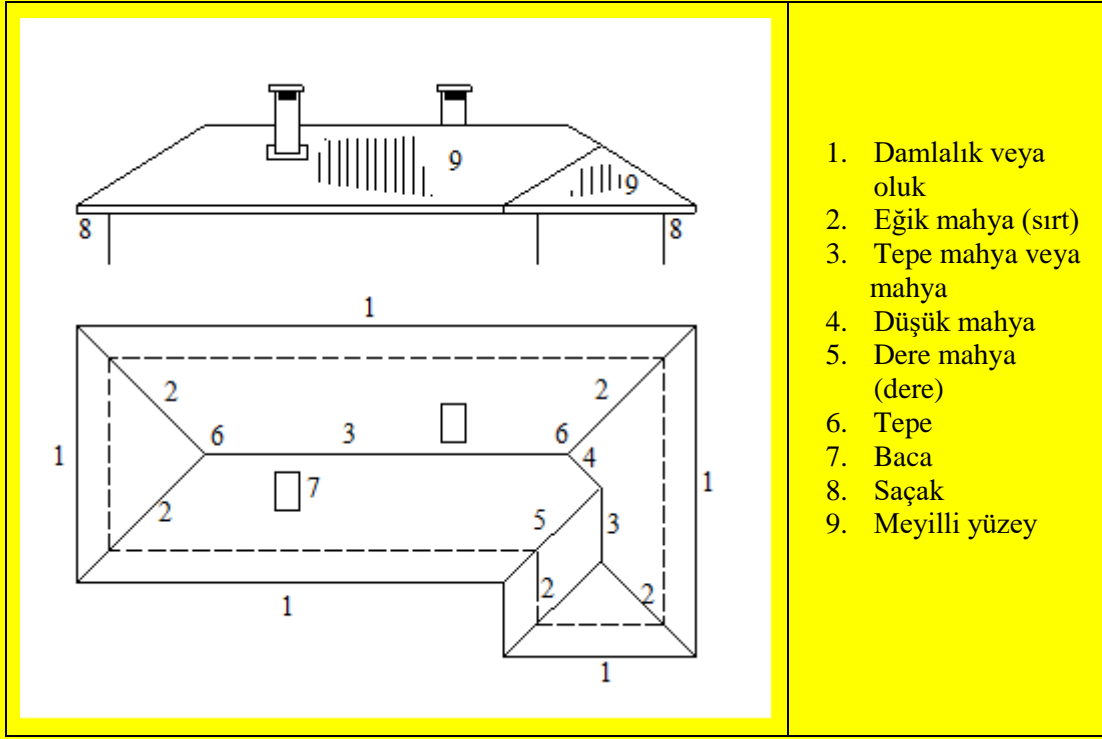 9
9
8
8
1
2
2
6
3
6
4
1
7
1
2
5
3
2
2
1
1
1. Damlalık veya
oluk
2. Eğik mahya (sırt)
3. Tepe mahya veya
mahya
4. Düşük mahya
5. Dere mahya
(dere)
6. Tepe
7. Baca
8. Saçak
9. Meyilli yüzey